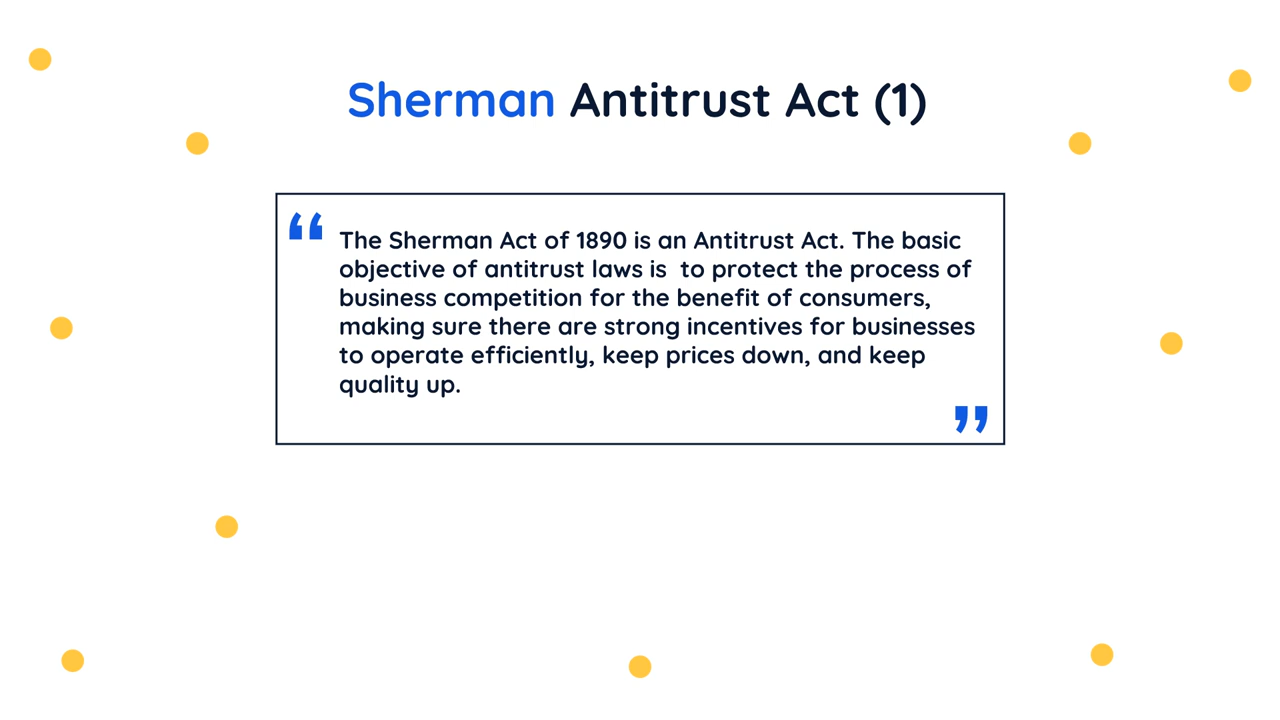 Sherman Antitrust Act (1)
“ The Sherman Act of 1890 is an Antitrust Act. The basic
objective of antitrust laws is  to protect the process of
business competition for the benefit of consumers,
making sure there are strong incentives for businesses
to operate efficiently, keep prices down, and keep
quality up.
”